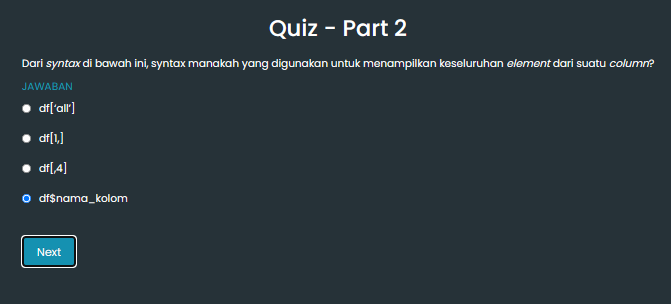 Quiz - Part 2
Dari syntax di bawah ini, syntax manakah yang digunakan untuk menampilkan keseluruhan element dari suatu column?
JAWABAN
df['all']
df[1,]
df[,4]
df$nama_kolom
Next